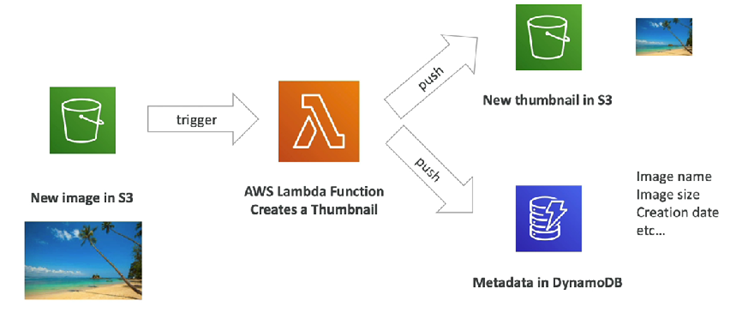 New image in S3
trigger
AWS Lambda Function
Creates a Thumbnail
push
New thumbnail in S3
push
Metadata in DynamoDB
Image name
Image size
Creation date
etc...